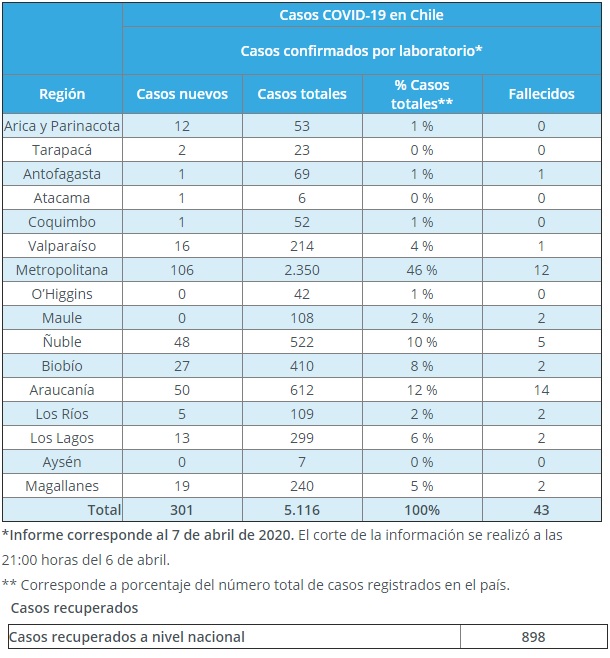 Casos COVID-19 en Chile
Casos confirmados por laboratorio*
Región Casos nuevos Casos totales % Casos totales** Fallecidos
Arica y Parinacota 12 53 1 % 0
Tarapacá 2 23 0 % 0
Antofagasta 1 69 1 % 1
Atacama 1 6 0 % 0
Coquimbo 1 52 1 % 0
Valparaíso 16 214 4 % 1
Metropolitana 106 2.350 46 % 12
O’Higgins 0 42 1 % 0
Maule 0 108 2 % 2
Ñuble 48 522 10 % 5
Biobío 27 410 8 % 2
Araucanía 50 612 12 % 14
Los Ríos 5 109 2 % 2
Los Lagos 13 299 6 % 2
Aysén 0 7 0 % 0
Magallanes 19 240 5 % 2
Total 301 5.116 100% 43
*Informe corresponde al 7 de abril de 2020. El corte de la información se realizó a las
21:00 horas del 6 de abril.
** Corresponde a porcentaje del número total de casos registrados en el país.
Casos recuperados
Casos recuperados a nivel nacional 898